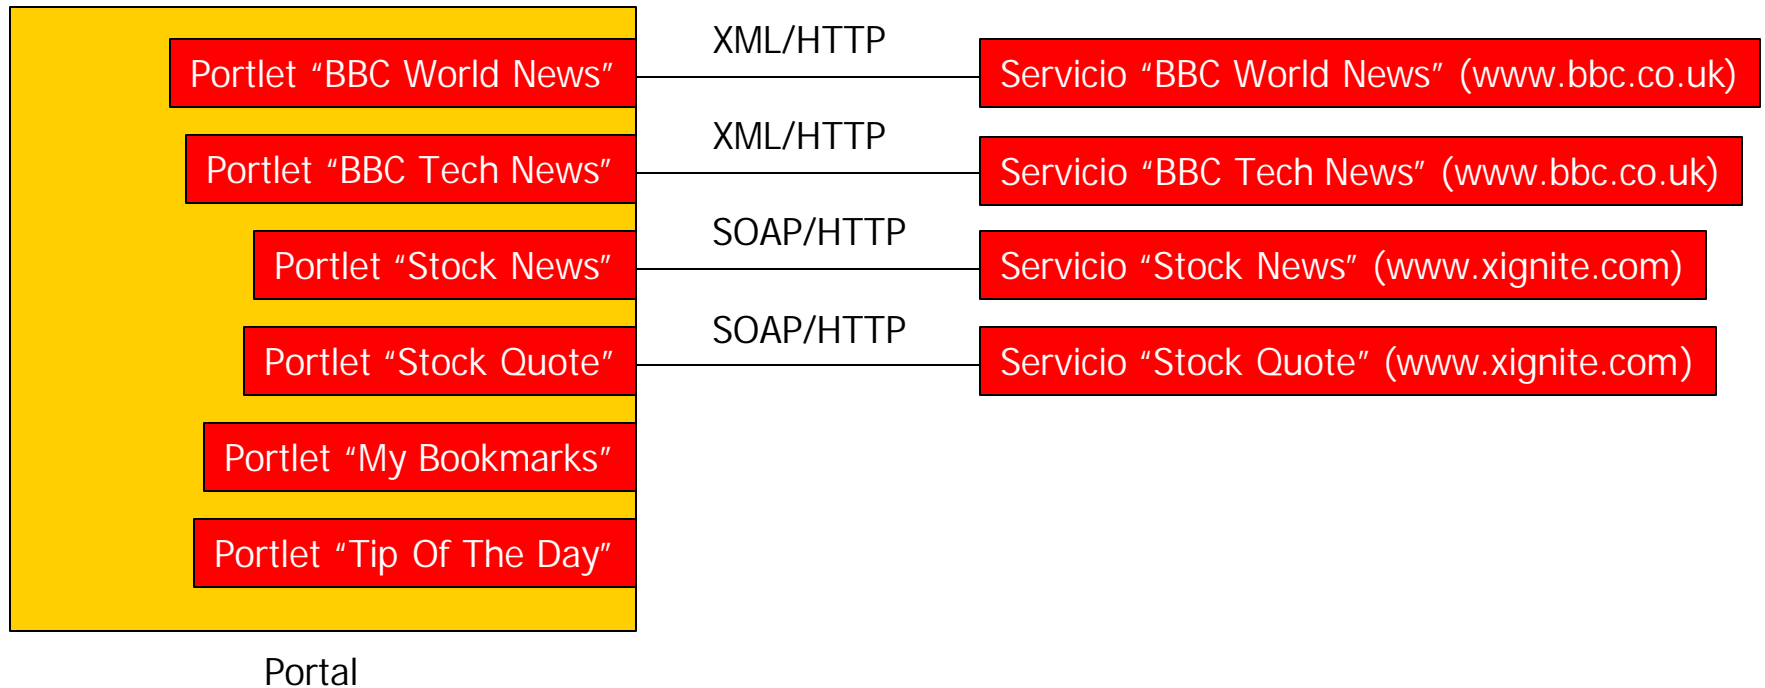 XML/HTTP
Portlet “BBC World News”
Servicio “BBC World News” (www.bbc.co.uk)
XML/HTTP
Portlet “BBC Tech News”
Servicio “BBC Tech News” (www.bbc.co.uk)
SOAP/HTTP
Portlet “Stock News”
Servicio “Stock News” (www.xignite.com)
SOAP/HTTP
Portlet “Stock Quote”
Servicio “Stock Quote” (www.xignite.com)
Portlet “My Bookmarks”
Portlet “Tip Of The Day”
Portal